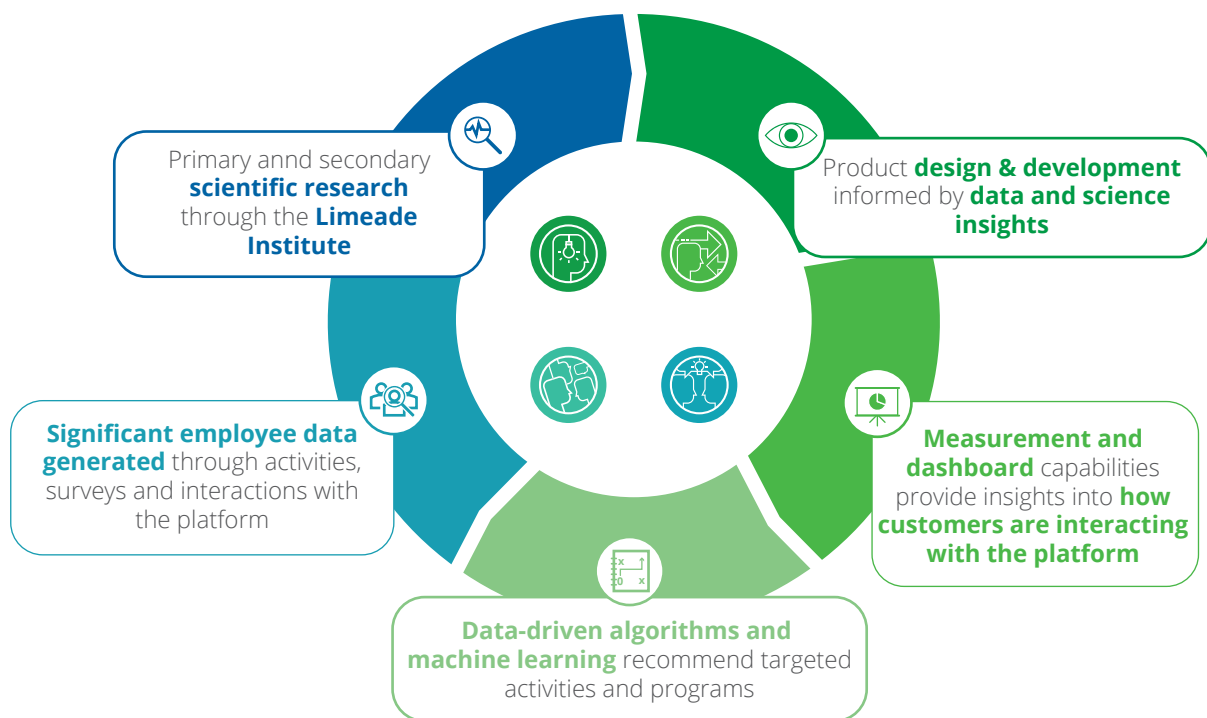 Primary annd secondary
scientific research
through the Limeade
Institute
Product design & development
informed by data and science
insights
Significant employee data
generated through activities,
surveys and interactions with
the platform
Measurement and
dashboard capabilities
provide insights into how
customers are interacting
with the platform
x
0 x
Data-driven algorithms and
machine learning recommend targeted
activities and programs